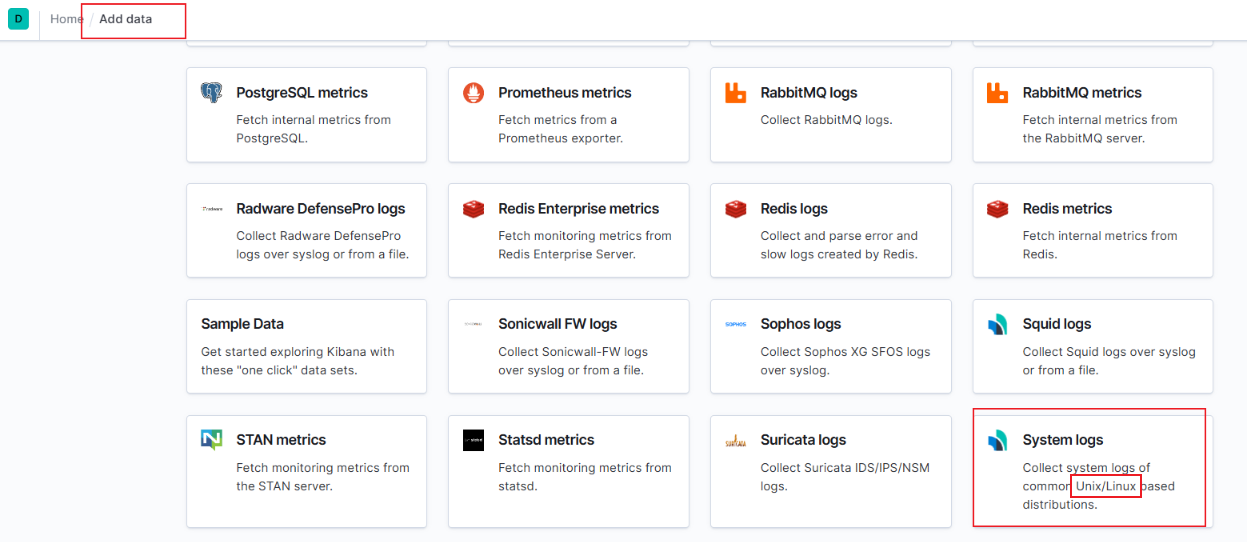 D Home / Add data
PostgreSQL metrics
Fetch internal metrics from
PostgreSQL.
Prometheus metrics
Fetch metrics from a
Prometheus exporter.
RabbitMQ logs
Collect RabbitMQ logs.
RabbitMQ metrics
Fetch internal metrics from
the RabbitMQ server.
radware
Radware DefensePro logs
Collect Radware DefensePro
logs over syslog or from a file.
Redis Enterprise metrics
Fetch monitoring metrics from
Redis Enterprise Server.
Redis logs
Collect and parse error and
slow logs created by Redis.
Redis metrics
Fetch internal metrics from
Redis.
Sample Data
Get started exploring Kibana with
these "one click" data sets.
Sonicwall FW logs
Collect Sonicwall-FW logs
over syslog or from a file.
SOPHOS
Sophos logs
Collect Sophos XG SFOS logs
over syslog.
Squid logs
Collect Squid logs over syslog
or from a file.
STAN metrics
Fetch monitoring metrics from
the STAN server.
Statsd metrics
Fetch monitoring metrics from
statsd.
SURICATA
Suricata logs
Collect Suricata IDS/IPS/NSM
logs.
System logs
Collect system logs of
common Unix/Linux based
distributions.